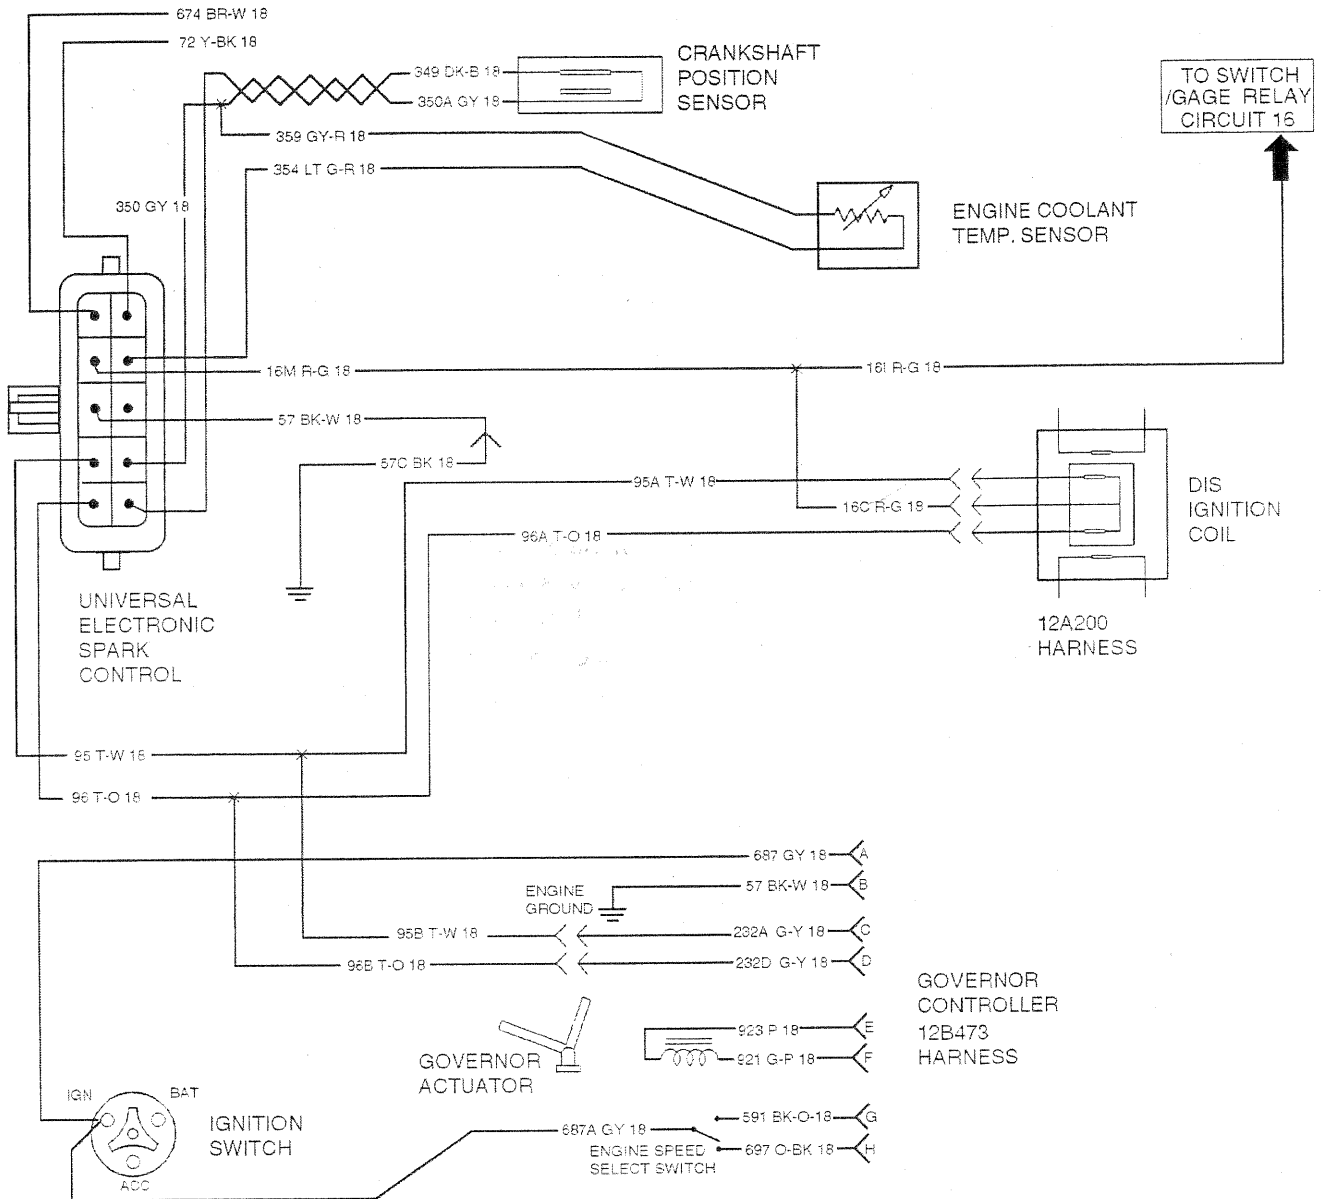 674 BR-W 18
72 Y-BK 18
349 DK-B 18
350A GY 18
CRANKSHAFT
POSITION
SENSOR
TO SWITCH
/GAGE RELAY
CIRCUIT 16
359 GY-R 18
354 LT G-R 18
350 GY 18
ENGINE COOLANT
TEMP. SENSOR
16M R-G 18
16I R-G 18
57 BK-W 18
57C BK 18
95A T-W 18
16C R-G 18
96A T-O 18
DIS
IGNITION
COIL
UNIVERSAL
ELECTRONIC
SPARK
CONTROL
12A200
HARNESS
95 T-W 18
96 T-O 18
687 GY 18
A
57 BK-W 18
B
ENGINE
GROUND
95B T-W 18
232A G-Y 18
C
96B T-O 18
232D G-Y 18
D
GOVERNOR
CONTROLLER
12B473
HARNESS
923 P 18
E
921 G-P 18
F
GOVERNOR
ACTUATOR
IGN
BAT
ACC
IGNITION
SWITCH
591 BK-O-18
G
687A GY 18
697 O-BK 18
H
ENGINE SPEED
SELECT SWITCH